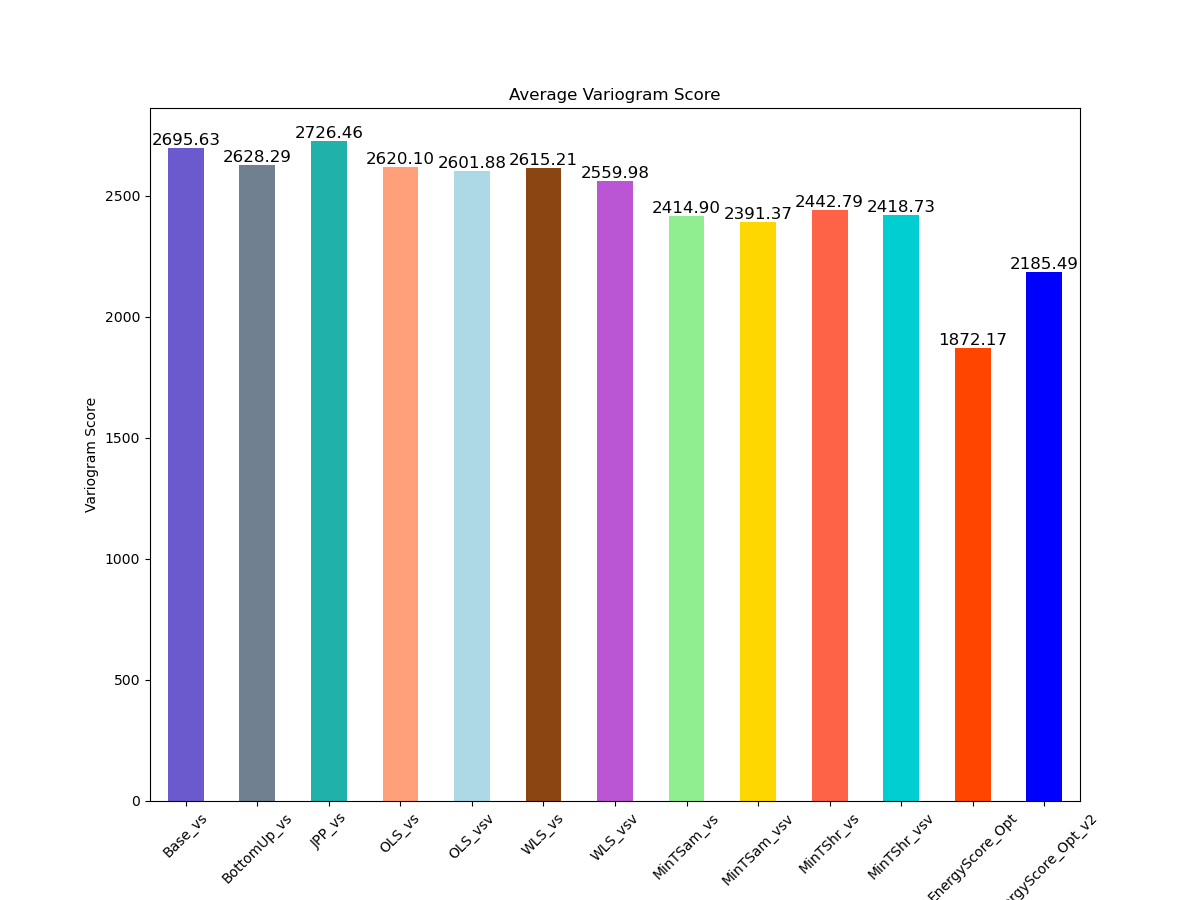 Average Variogram Score
2695.63
2628.29
2726.46
2620.10
2601.88
2615.21
2559.98
2414.90
2391.37
2442.79
2418.73
1872.17
2185.49
Variogram Score
2500
2000
1500
1000
500
0
Base_vs
BottomUp_vs
JPP_vs
OLS_vs
OLS_vsv
WLS_vs
WLS_vsv
MinTSam_vs
MinTSam_vsv
MinTShr_vs
MinTShr_vsv
EnergyScore_Opt
rgyScore_Opt_v2